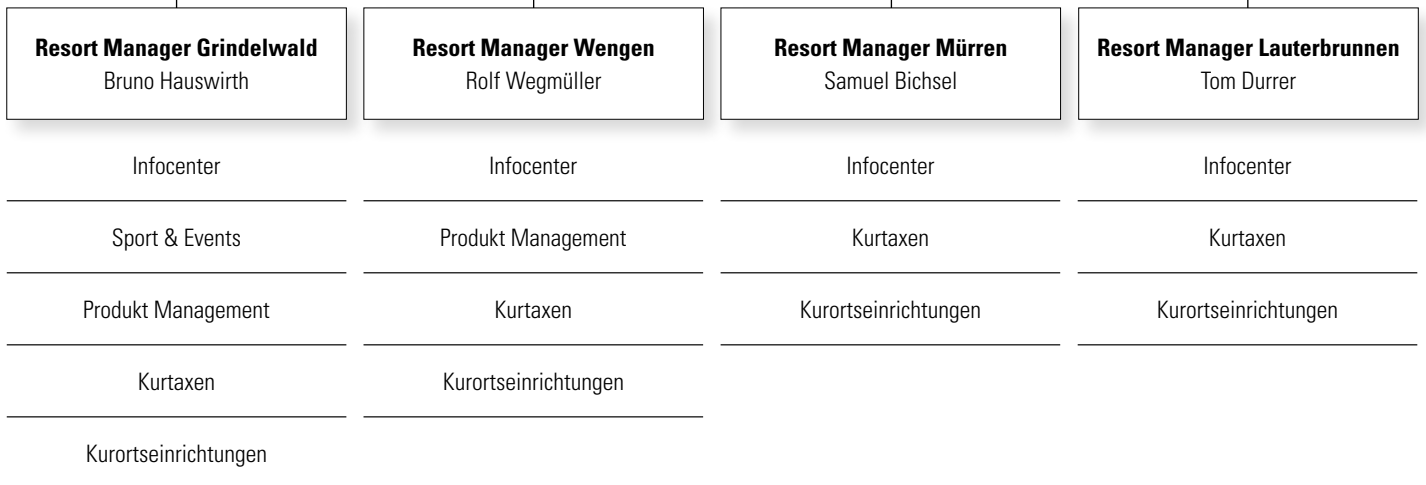 Resort Manager Grindelwald
Bruno Hauswirth
Infocenter
Sport & Events
Produkt Management
Kurtaxen
Kurortseinrichtungen
Resort Manager Wengen
Rolf Wegmüller
Infocenter
Produkt Management
Kurtaxen
Kurortseinrichtungen
Resort Manager Mürren
Samuel Bichsel
Infocenter
Kurtaxen
Kurortseinrichtungen
Resort Manager Lauterbrunnen
Tom Durrer
Infocenter
Kurtaxen
Kurortseinrichtungen